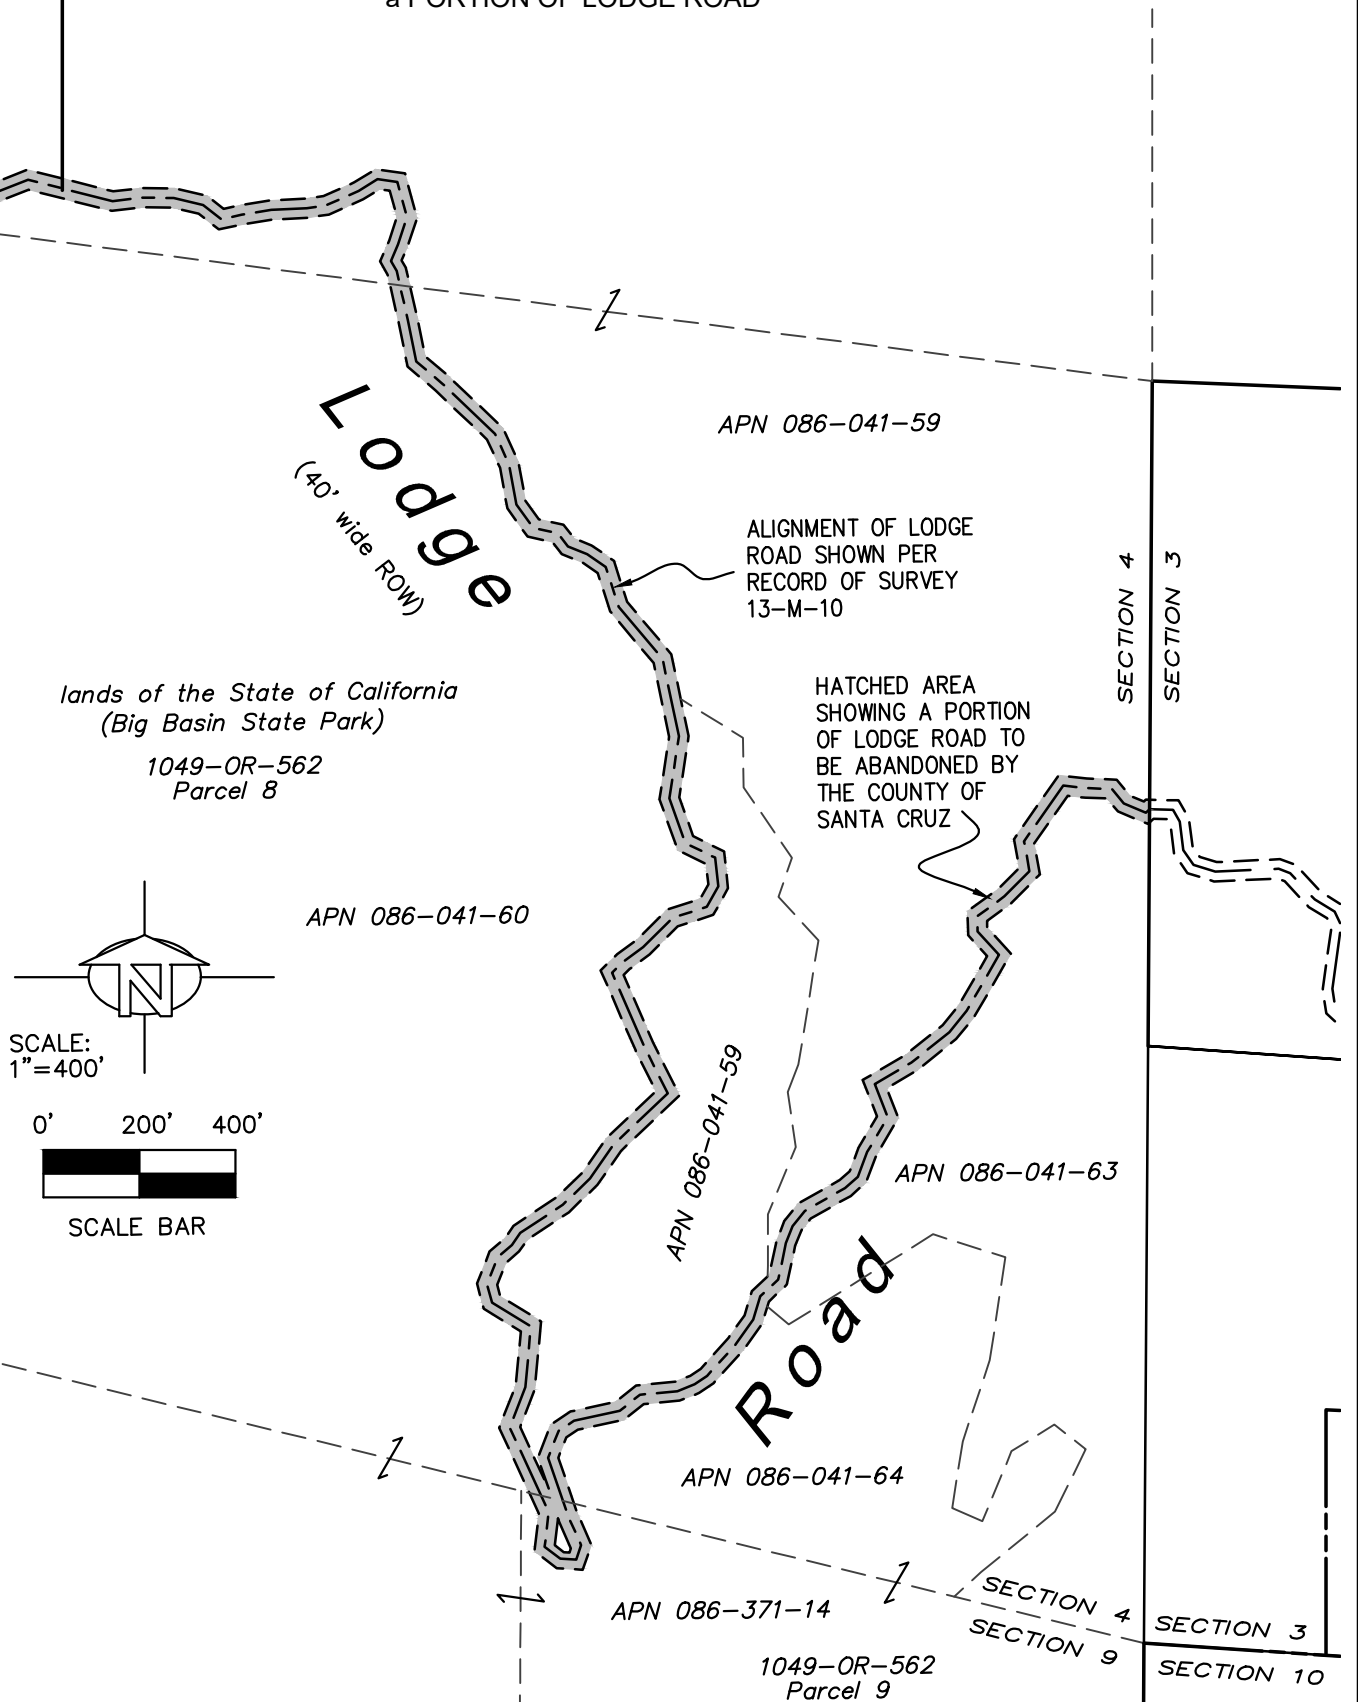 a PORTION OF LODGE ROAD
APN 086-041-59
Lodge
(40' wide ROW)
ALIGNMENT OF LODGE
ROAD SHOWN PER
RECORD OF SURVEY
13-M-10
SECTION 4
SECTION 3
HATCHED AREA
SHOWING A PORTION
OF LODGE ROAD TO
BE ABANDONED BY
THE COUNTY OF
SANTA CRUZ
lands of the State of California
(Big Basin State Park)
1049-OR-562
Parcel 8
APN 086-041-60
N
SCALE:
1"=400'
0' 200' 400'
SCALE BAR
APN 086-041-59
APN 086-041-63
Road
APN 086-041-64
APN 086-371-14
SECTION 4
SECTION 9
SECTION 3
SECTION 10
1049-OR-562
Parcel 9